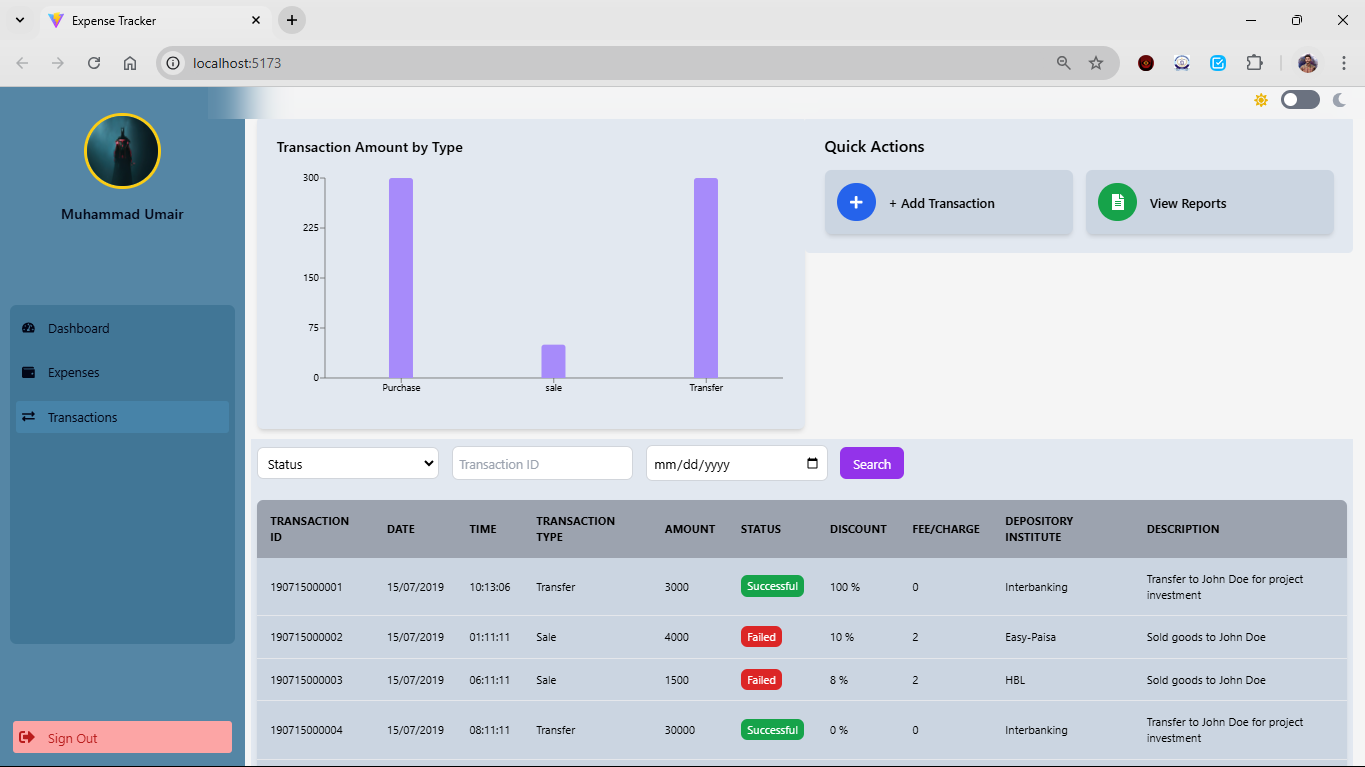 Expense Tracker
localhost:5173
Muhammad Umair
Dashboard
Expenses
Transactions
Sign Out
Transaction Amount by Type
300
225
150
75
0
Purchase
sale
Transfer
Quick Actions
+ Add Transaction
View Reports
Status
Transaction ID
mm/dd/yyyy
Search
TRANSACTION ID DATE TIME TRANSACTION TYPE AMOUNT STATUS DISCOUNT FEE/CHARGE DEPOSITORY INSTITUTE DESCRIPTION
190715000001 15/07/2019 10:13:06 Transfer 3000 Successful 100 % 0 Interbanking Transfer to John Doe for project investment
190715000002 15/07/2019 01:11:11 Sale 4000 Failed 10 % 2 Easy-Paisa Sold goods to John Doe
190715000003 15/07/2019 06:11:11 Sale 1500 Failed 8 % 2 HBL Sold goods to John Doe
190715000004 15/07/2019 08:11:11 Transfer 30000 Successful 0 % 0 Interbanking Transfer to John Doe for project investment